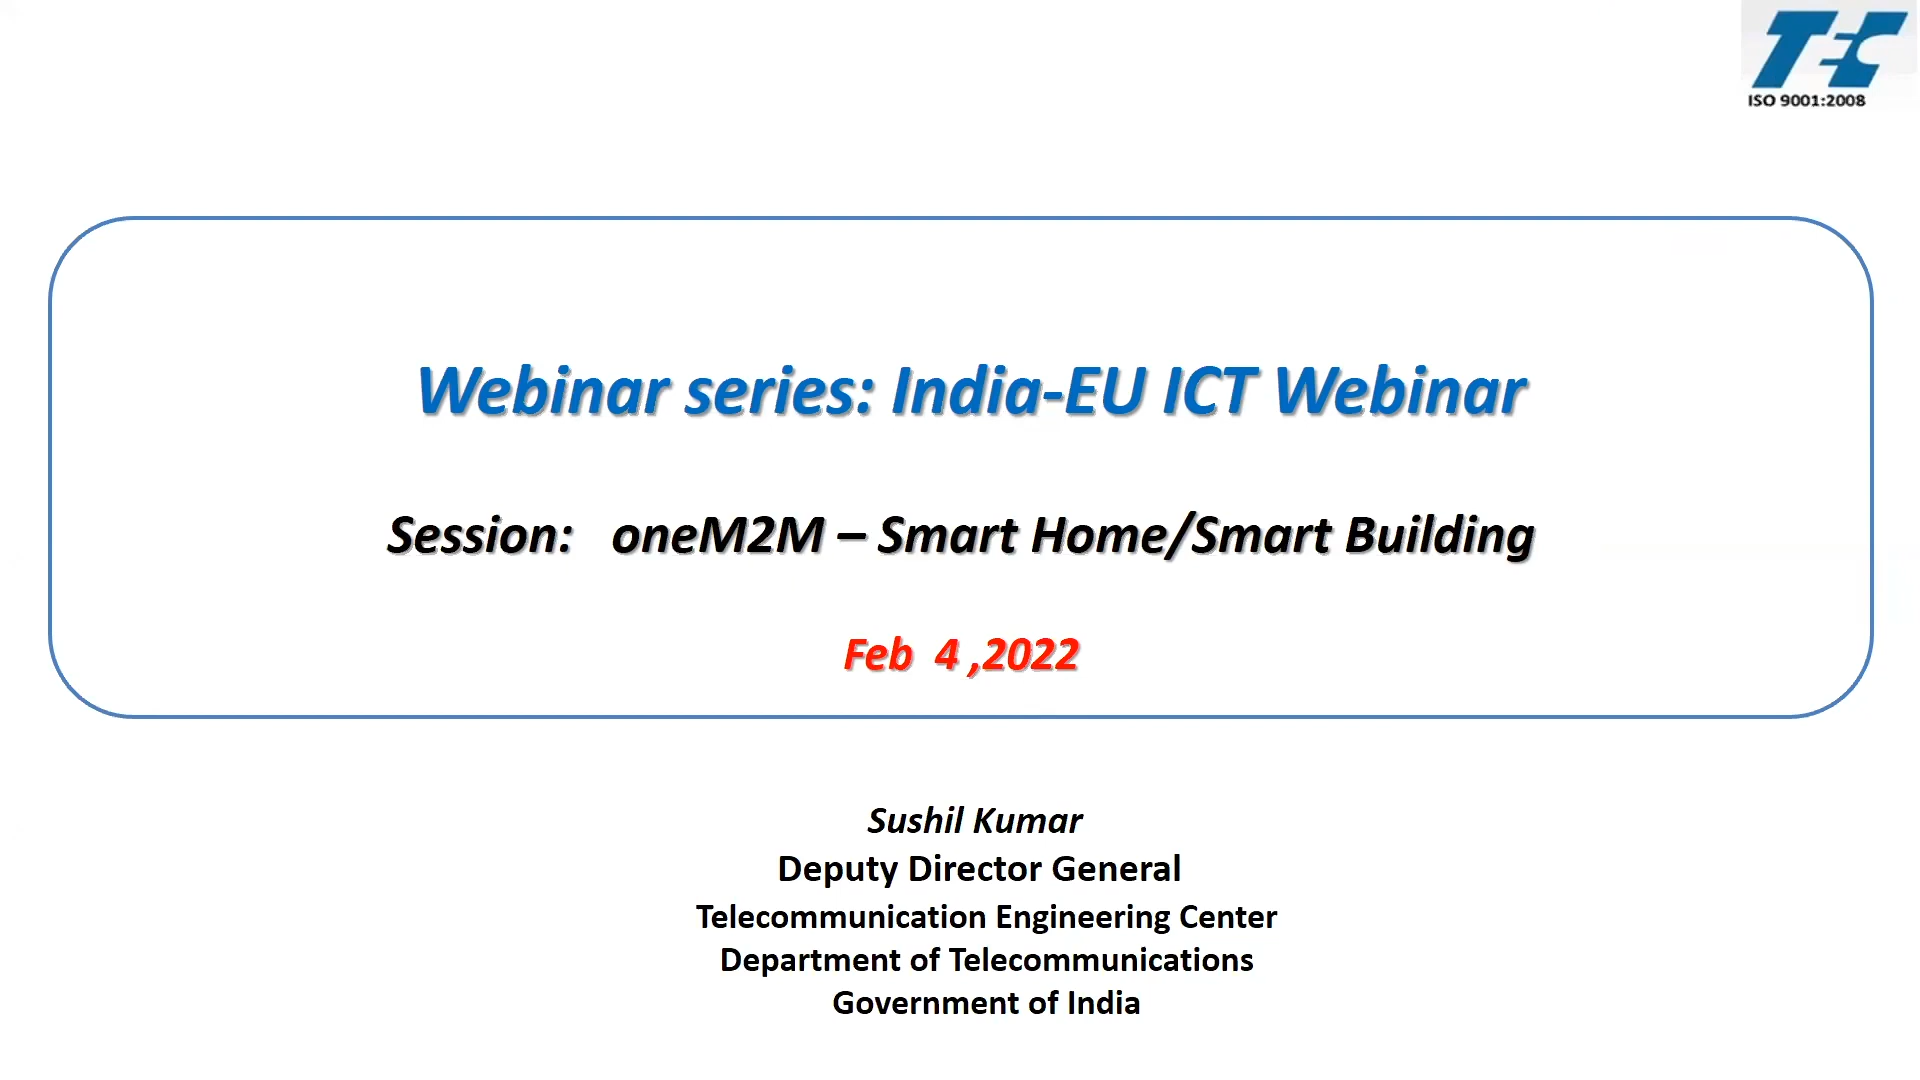 TEC
ISO 9001:2008
Webinar series: India-EU ICT Webinar
Session: oneM2M – Smart Home/Smart Building
Feb 4 ,2022
Sushil Kumar
Deputy Director General
Telecommunication Engineering Center
Department of Telecommunications
Government of India